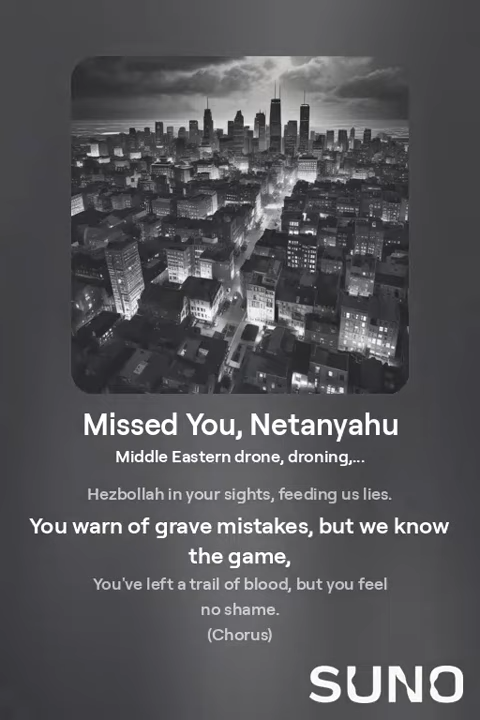 Missed You, Netanyahu
Middle Eastern drone, droning,...
Hezbollah in your sights, feeding us lies.
You warn of grave mistakes, but we know
the game,
You've left a trail of blood, but you feel
no shame.
(Chorus)
SUNO